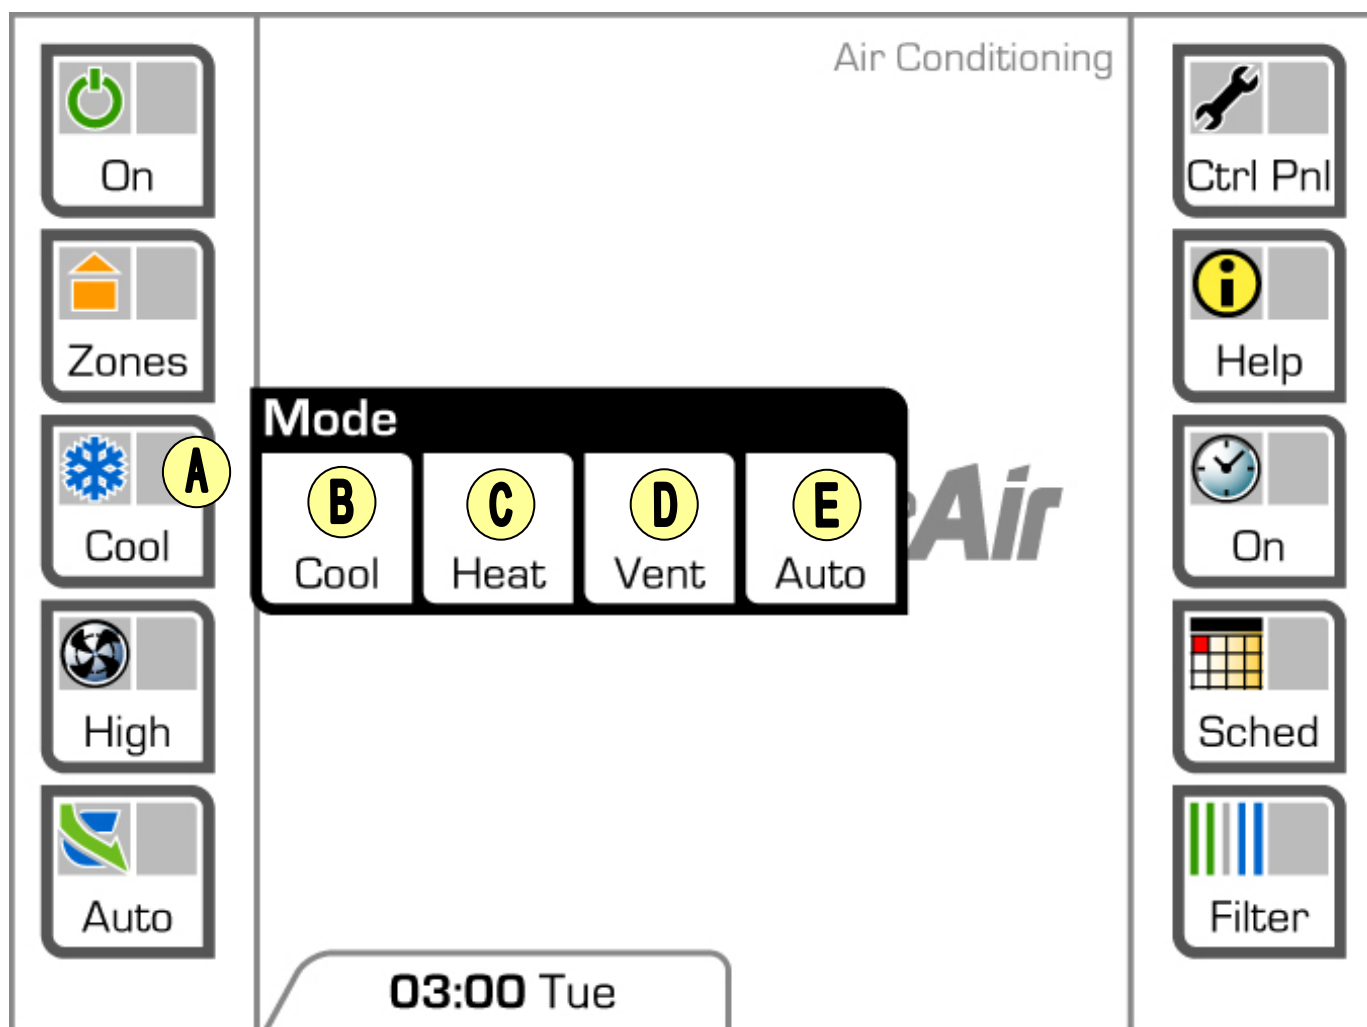 Air Conditioning
On
Zones
A
Cool
High
Auto
Mode
B
Cool
C
Heat
D
Vent
E
Auto
Air
03:00 Tue
Ctrl Pnl
Help
On
Sched
Filter